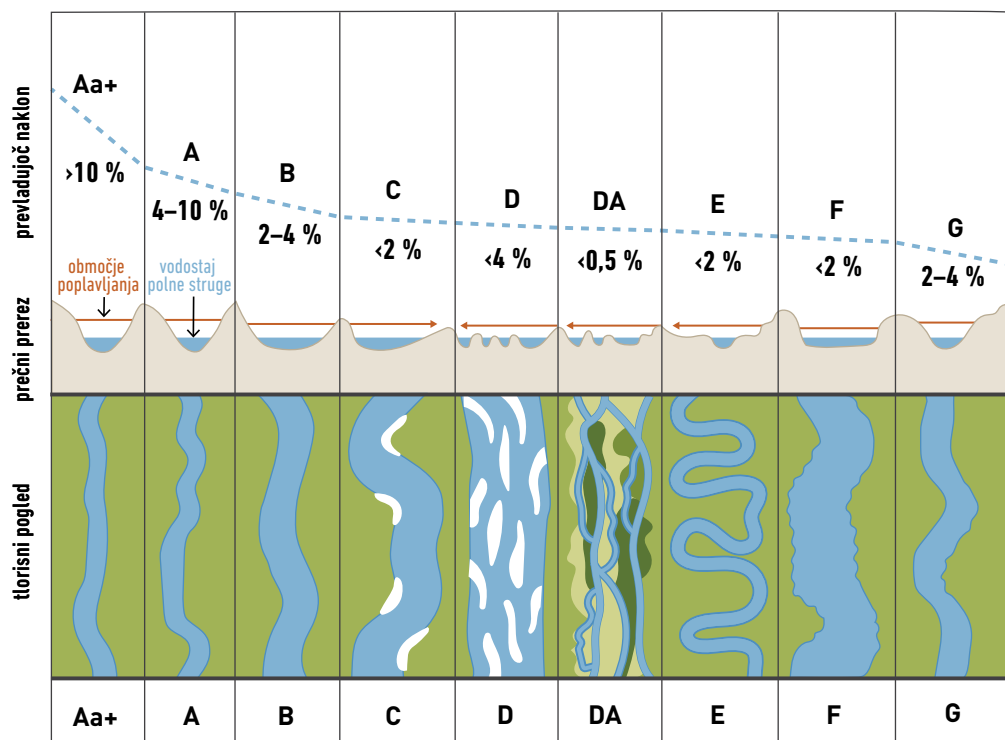 prevladujoč naklon
Aa+
A
B
C
D
DA
E
F
G
>10 %
4–10 %
2–4 %
<2 %
<4 %
<0,5 %
<2 %
<2 %
2–4 %
prečni prerez
območje
poplavljanja
vodostaj
polne struge
tlorisni pogled
Aa+
A
B
C
D
DA
E
F
G